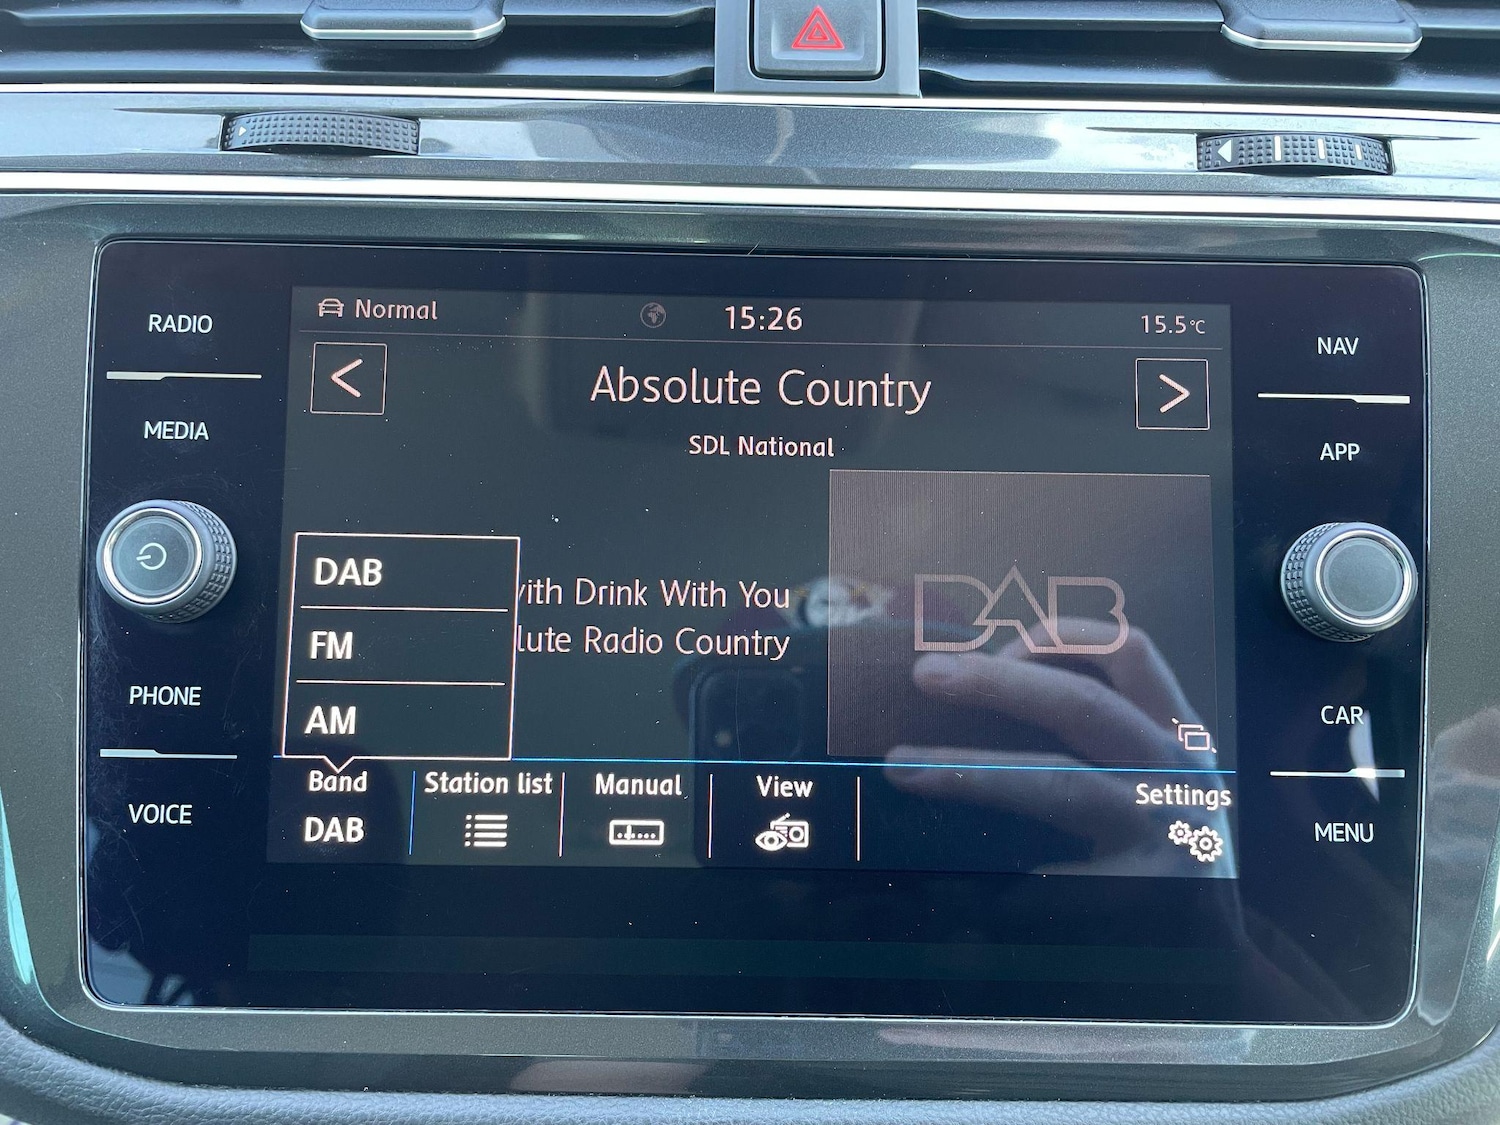 RADIO
MEDIA
PHONE
VOICE
Normal
15:26
15.5°C
Absolute Country
SDL National
DAB
FM
AM
with Drink With You
lute Radio Country
DAB
Band
DAB
Station list
Manual
View
Settings
NAV
APP
CAR
MENU